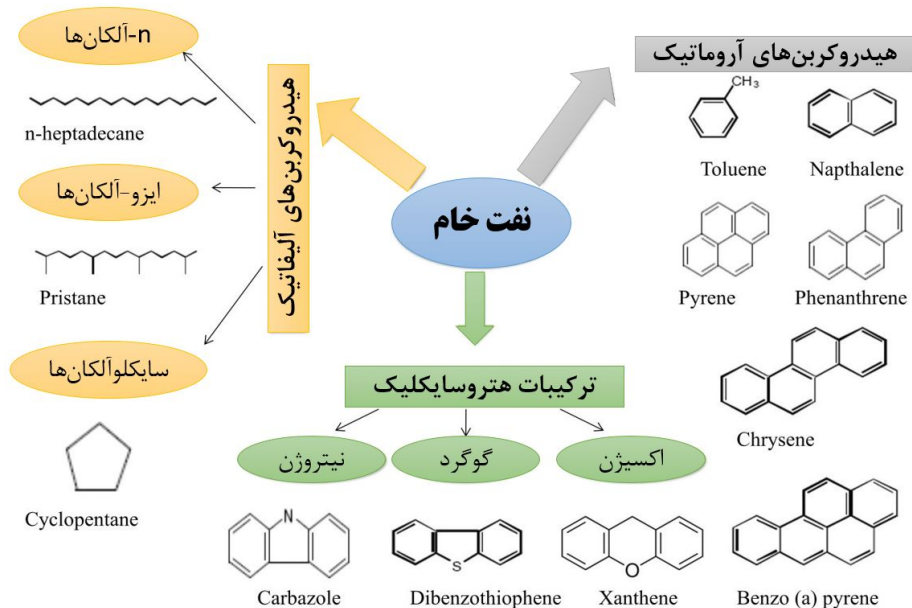 نفت خام
هیدروکربن‌های آروماتیک
CH3
Toluene
Napthalene
Pyrene
Phenanthrene
Chrysene
Benzo (a) pyrene
هیدروکربن‌های آلیفاتیک
n-آلکان‌ها
n-heptadecane
ایزو-آلکان‌ها
Pristane
سایکلوآلکان‌ها
Cyclopentane
ترکیبات هتروسایکلیک
اکسیژن
گوگرد
نیتروژن
N
Carbazole
S
Dibenzothiophene
O
Xanthene